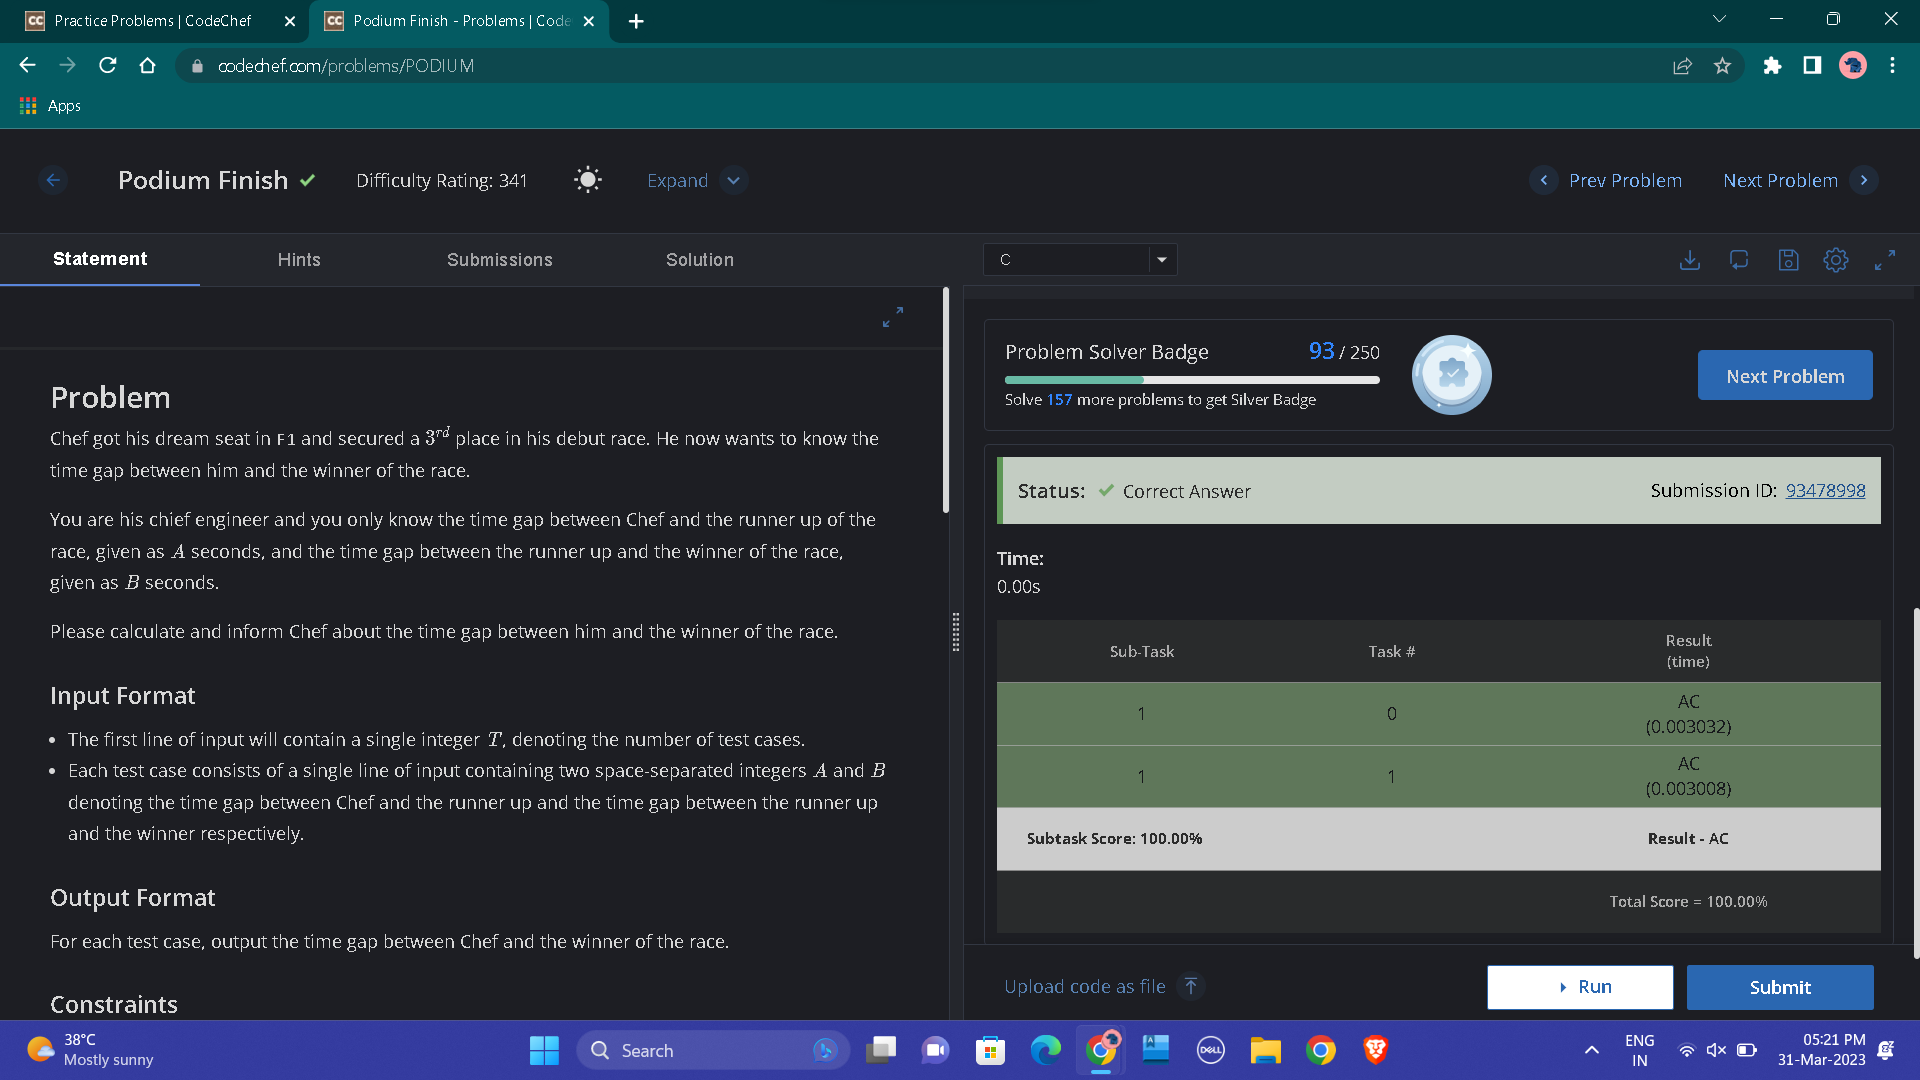 Practice Problems | CodeChef
Podium Finish - Problems | Code
codechef.com/problems/PODIUM
Apps
Podium Finish
Difficulty Rating: 341
Expand
Prev Problem
Next Problem
Statement
Hints
Submissions
Solution
C
Problem
Chef got his dream seat in F1 and secured a 3rd place in his debut race. He now wants to know the
time gap between him and the winner of the race.
You are his chief engineer and you only know the time gap between Chef and the runner up of the
race, given as A seconds, and the time gap between the runner up and the winner of the race,
given as B seconds.
Please calculate and inform Chef about the time gap between him and the winner of the race.
Input Format
• The first line of input will contain a single integer T, denoting the number of test cases.
• Each test case consists of a single line of input containing two space-separated integers A and B
denoting the time gap between Chef and the runner up and the time gap between the runner up
and the winner respectively.
Output Format
For each test case, output the time gap between Chef and the winner of the race.
Constraints
Problem Solver Badge
93 / 250
Solve 157 more problems to get Silver Badge
Next Problem
Status: Correct Answer
Submission ID: 93478998
Time:
0.00s
Sub-Task Task # Result
(time)
1 0 AC
(0.003032)
1 1 AC
(0.003008)
Subtask Score: 100.00% Result - AC
Total Score = 100.00%
Upload code as file
Run
Submit
38°C
Mostly sunny
Search
DELL
ENG
IN
05:21 PM
31-Mar-2023